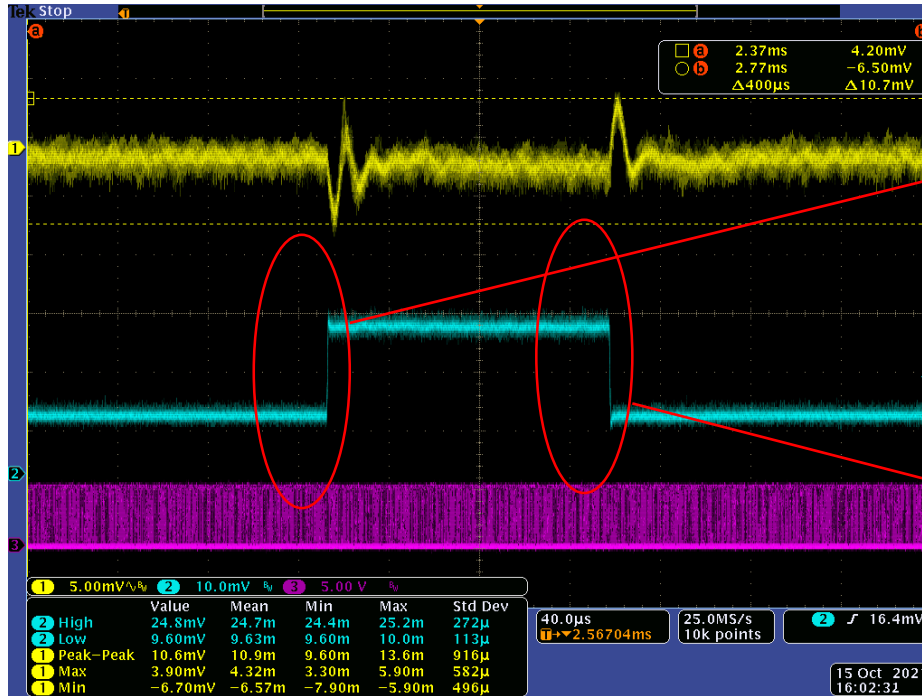 Tek Stop
T
a
b
a 2.37ms 4.20mV
b 2.77ms −6.50mV
Δ400µs Δ10.7mV
1
2
3
1 5.00mV∿BW 2 10.0mV BW 3 5.00 V BW
Value Mean Min Max Std Dev
2 High 24.8mV 24.7m 24.4m 25.2m 272µ
2 Low 9.60mV 9.63m 9.60m 10.0m 113µ
1 Peak−Peak 10.6mV 10.9m 9.60m 13.6m 916µ
1 Max 3.90mV 4.32m 3.30m 5.90m 582µ
1 Min −6.70mV −6.57m −7.90m −5.90m 496µ
40.0µs
T→▼2.56704ms
25.0MS/s
10k points
2 16.4mV
15 Oct 202
16:02:31